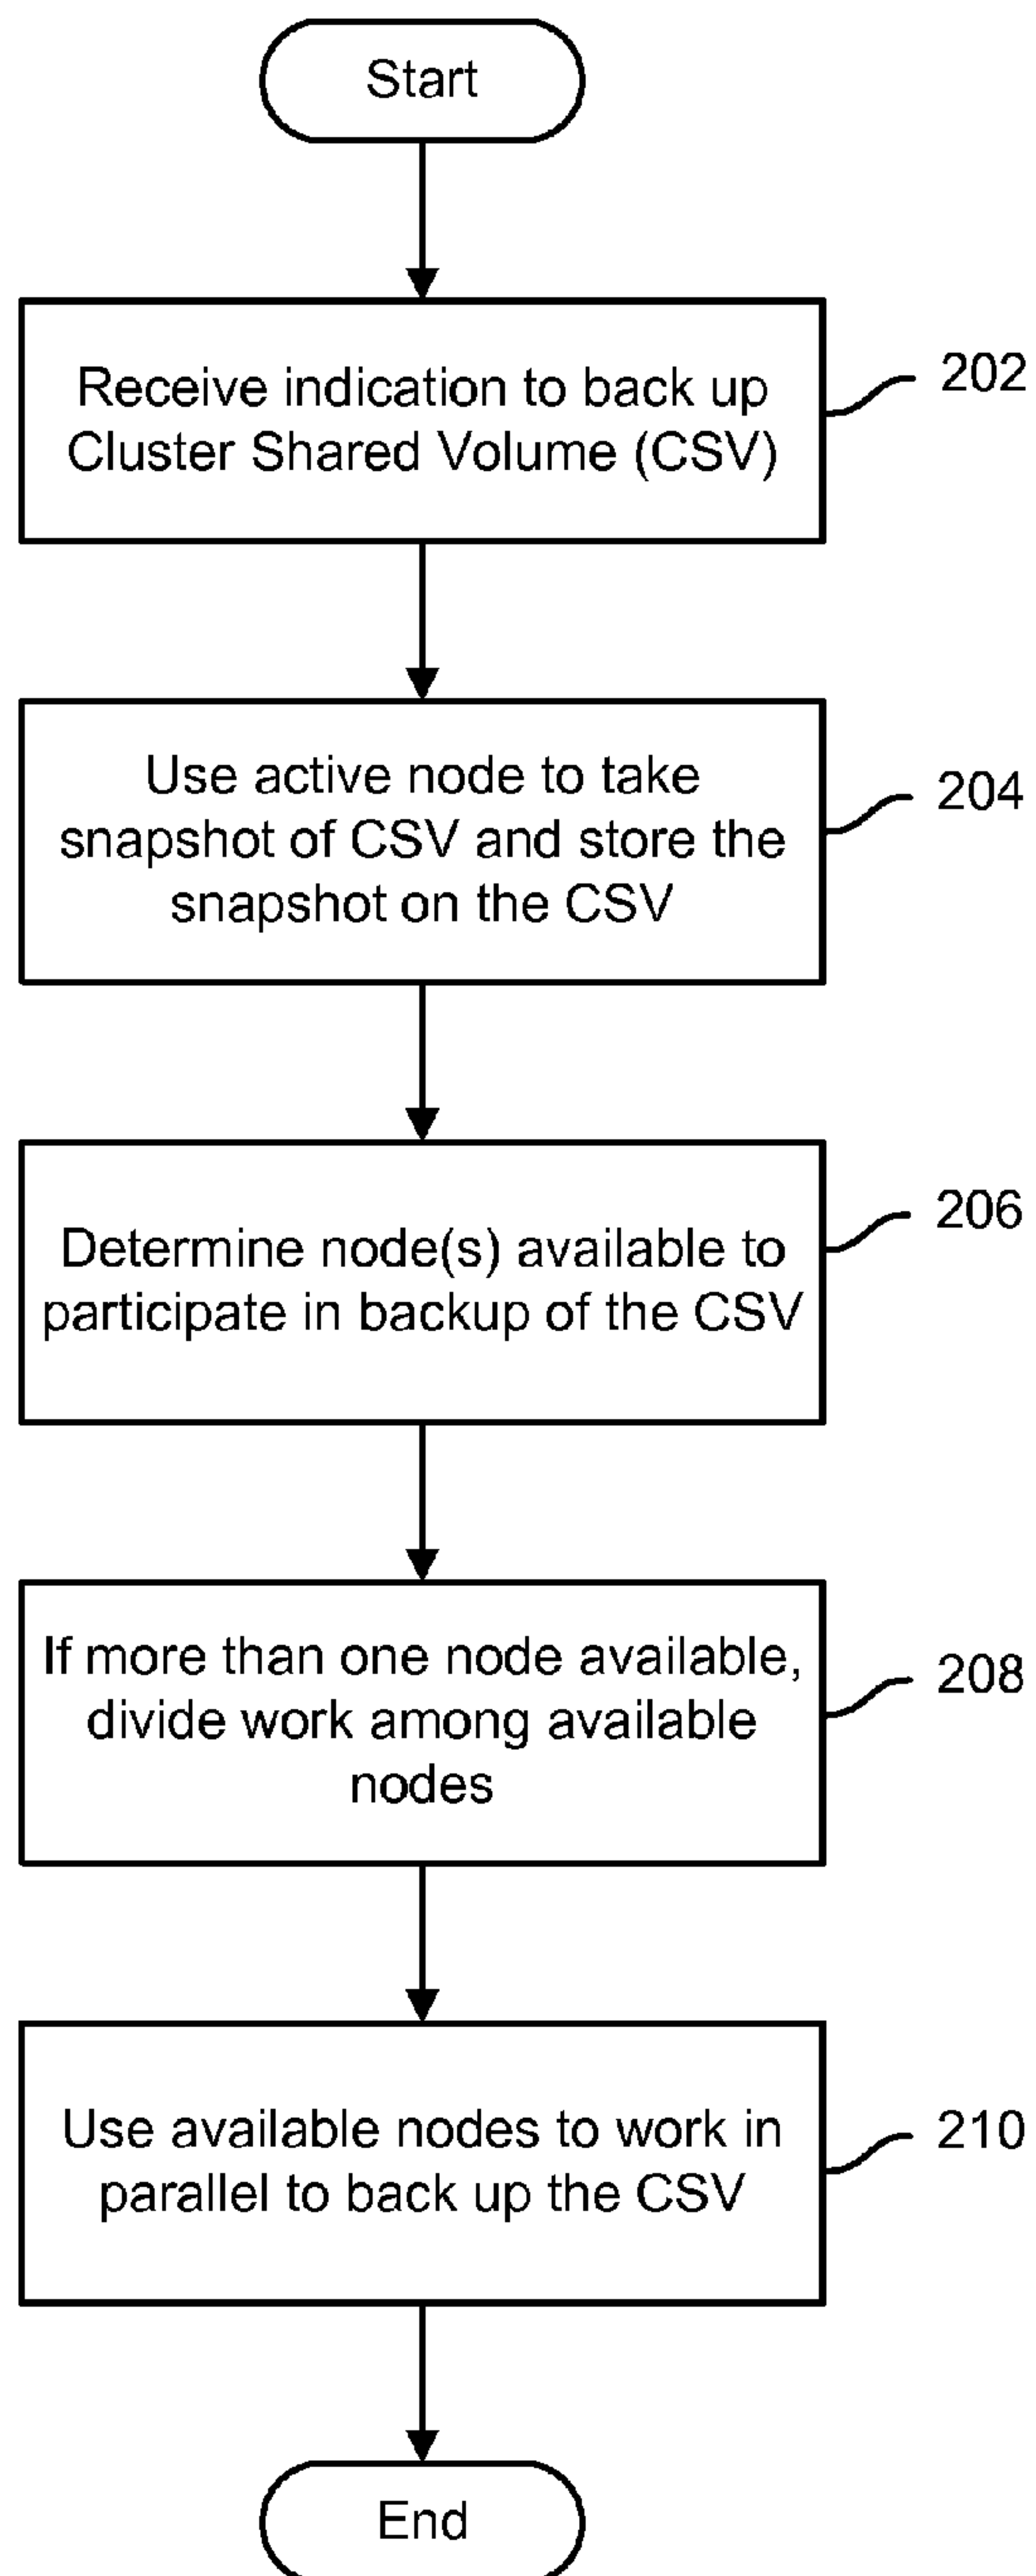 Start
Receive indication to back up
Cluster Shared Volume (CSV)
202
Use active node to take
snapshot of CSV and store the
snapshot on the CSV
204
Determine node(s) available to
participate in backup of the CSV
206
If more than one node available,
divide work among available
nodes
208
Use available nodes to work in
parallel to back up the CSV
210
End